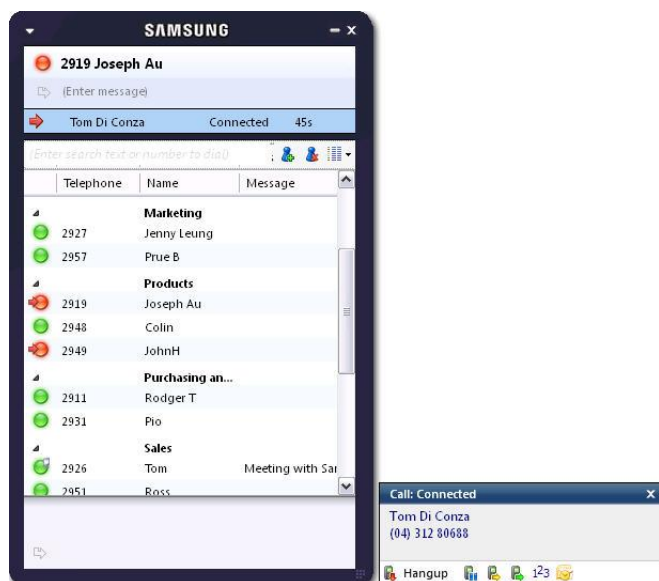 SAMSUNG
2919 Joseph Au
(Enter message)
Tom Di Conza Connected 45s
(Enter search text or number to dial)
Telephone Name Message
Marketing
2927 Jenny Leung
2957 Prue B
Products
2919 Joseph Au
2948 Colin
2949 JohnH
Purchasing an...
2911 Rodger T
2931 Pio
Sales
2926 Tom Meeting with Sar
2951 Ross
Call: Connected
Tom Di Conza
(04) 312 80688
Hangup 123